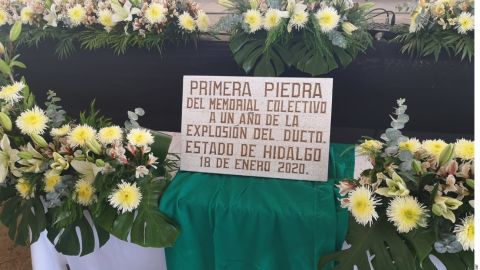 PRIMERA PIEDRA
DEL MEMORIAL COLECTIVO
A UN AÑO DE LA
EXPLOSIÓN DEL DUCTO.
ESTADO DE HIDALGO
18 DE ENERO 2020.